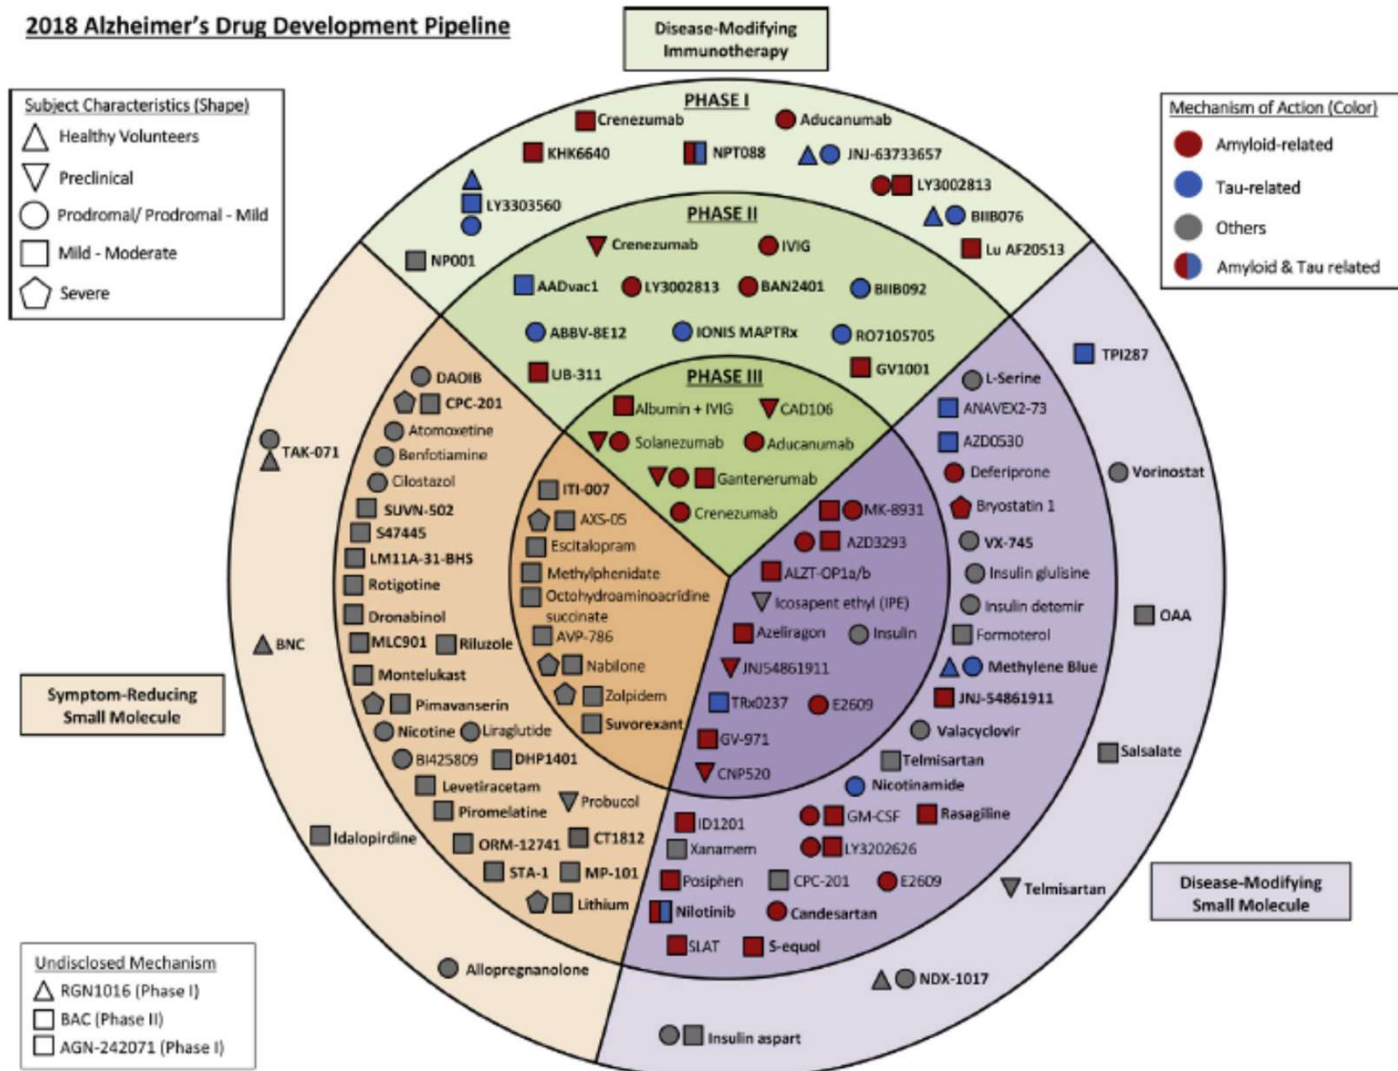 2018 Alzheimer's Drug Development Pipeline
Disease-Modifying
Immunotherapy
Subject Characteristics (Shape)
Healthy Volunteers
Preclinical
Prodromal/ Prodromal - Mild
Mild - Moderate
Severe
Mechanism of Action (Color)
Amyloid-related
Tau-related
Others
Amyloid & Tau related
PHASE I
Crenezumab
Aducanumab
KHK6640
NPT088
JNJ-63733657
LY3002813
LY3303560
BIIB076
Lu AF20513
NP001
PHASE II
Crenezumab
IVIG
AADvac1
LY3002813
BAN2401
BIIB092
ABBV-8E12
IONIS MAPTRx
RO7105705
UB-311
GV1001
PHASE III
Albumin + IVIG
CAD106
Solanezumab
Aducanumab
Gantenerumab
Crenezumab
TAK-071
BNC
Idalopirdine
Allopregnanolone
Symptom-Reducing
Small Molecule
DAOIB
CPC-201
Atomoxetine
Benfotiamine
Cilostazol
SUVN-502
S47445
LM11A-31-BHS
Rotigotine
Dronabinol
MLC901
Riluzole
Montelukast
Pimavanserin
Nicotine
Liraglutide
BI425809
DHP1401
Levetiracetam
Probucol
Piromelatine
ORM-12741
CT1812
STA-1
MP-101
Lithium
ITI-007
AXS-05
Escitalopram
Methylphenidate
Octohydroaminoacridine
succinate
AVP-786
Nabilone
Zolpidem
Suvorexant
MK-8931
AZD3293
ALZT-OP1a/b
Icosapent ethyl (IPE)
Azeliragon
Insulin
JNJ54861911
TRx0237
E2609
GV-971
CNP520
L-Serine
ANAVEX2-73
AZD0530
Deferiprone
Bryostatin 1
VX-745
Insulin glulisine
Insulin detemir
Formoterol
Methylene Blue
JNJ-54861911
Valacyclovir
Telmisartan
Nicotinamide
ID1201
GM-CSF
Rasagiline
Xanamem
LY3202626
Posiphen
CPC-201
E2609
Nilotinib
Candesartan
SLAT
S-equol
TPI287
Vorinostat
OAA
Salsalate
Telmisartan
NDX-1017
Insulin aspart
Disease-Modifying
Small Molecule
Undisclosed Mechanism
RGN1016 (Phase I)
BAC (Phase II)
AGN-242071 (Phase I)